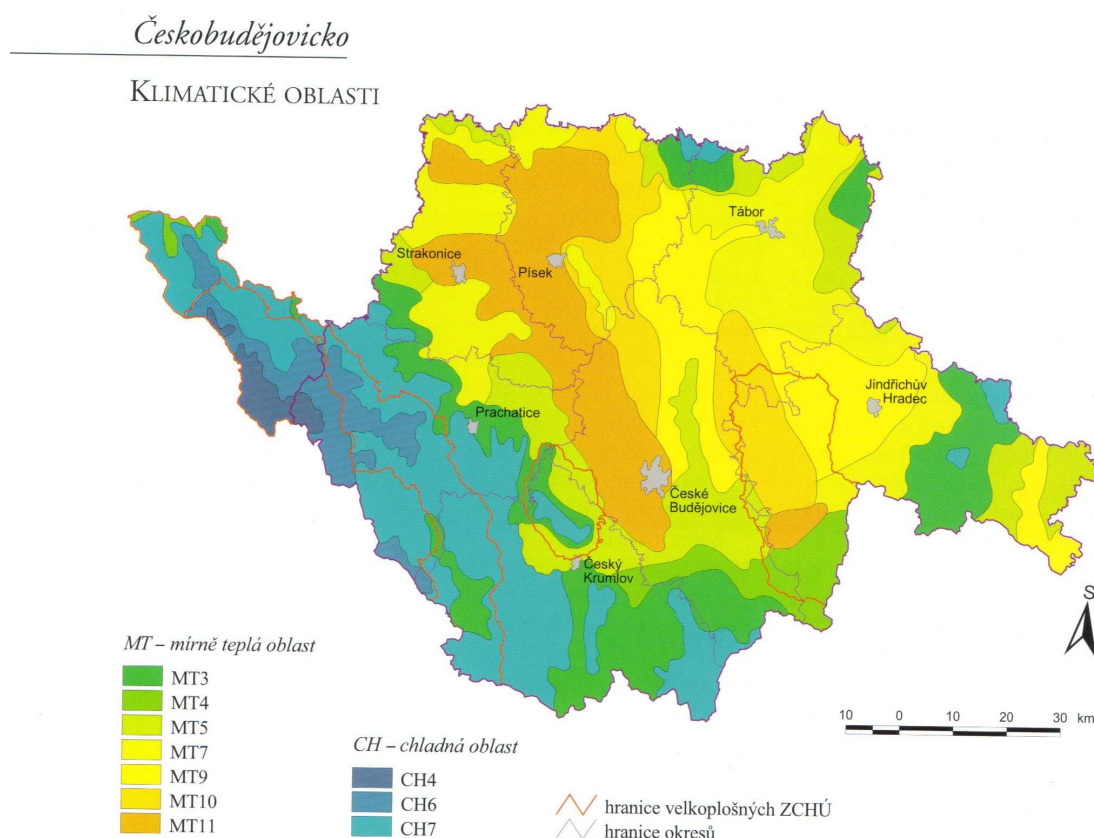 Českobudějovicko
KLIMATICKÉ OBLASTI
Tábor
Strakonice
Písek
Jindřichův
Hradec
Prachatice
České
Budějovice
Český
Krumlov
S
MT – mírně teplá oblast
MT3
MT4
MT5
MT7
MT9
MT10
MT11
CH – chladná oblast
CH4
CH6
CH7
hranice velkoplošných ZCHÚ
hranice okresů
10 0 10 20 30 km